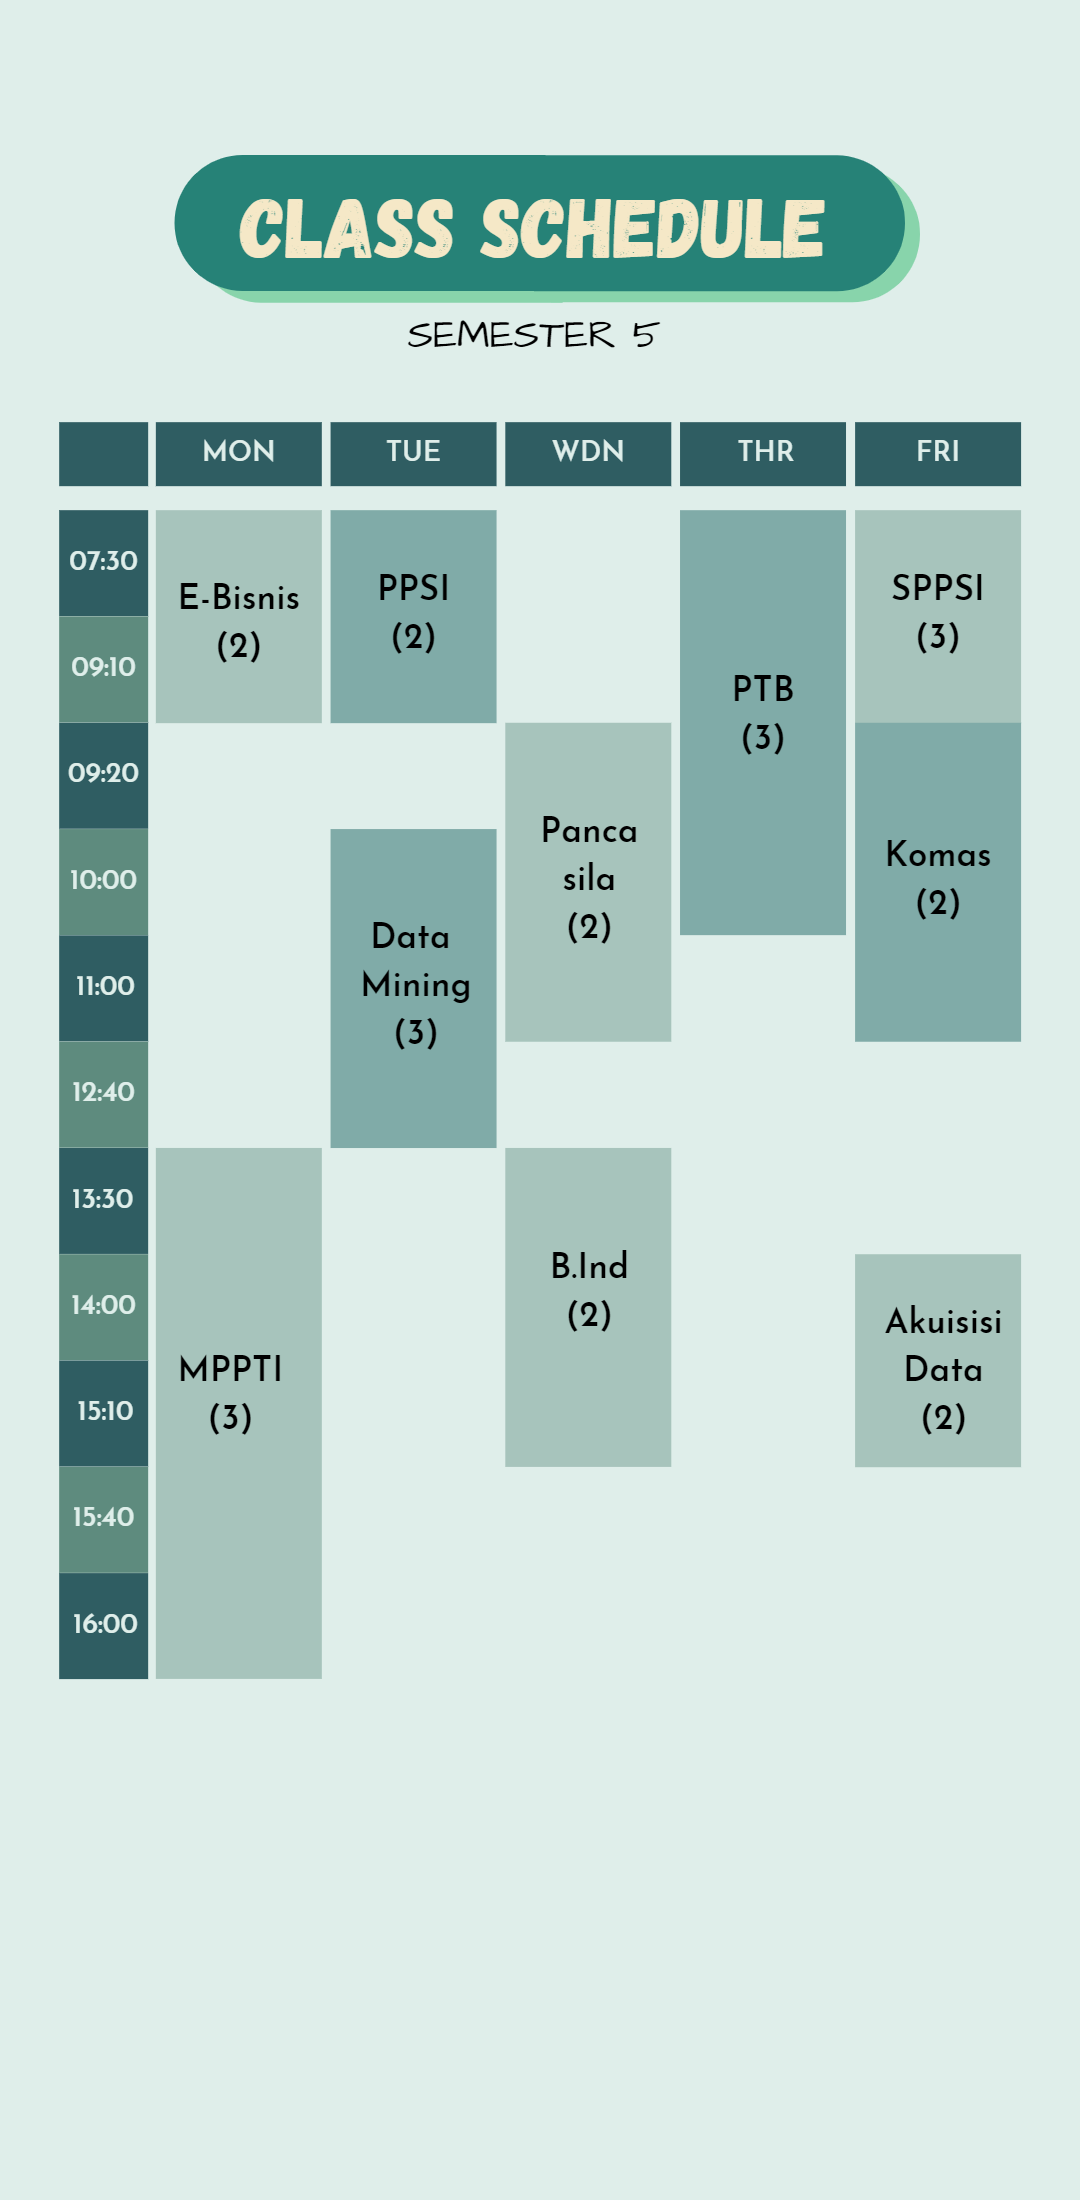 CLASS SCHEDULE
SEMESTER 5
MON TUE WDN THR FRI
07:30
09:10
09:20
10:00
11:00
12:40
13:30
14:00
15:10
15:40
16:00
E-Bisnis
(2)
MPPTI
(3)
PPSI
(2)
Data
Mining
(3)
Panca
sila
(2)
B.Ind
(2)
PTB
(3)
SPPSI
(3)
Komas
(2)
Akuisisi
Data
(2)